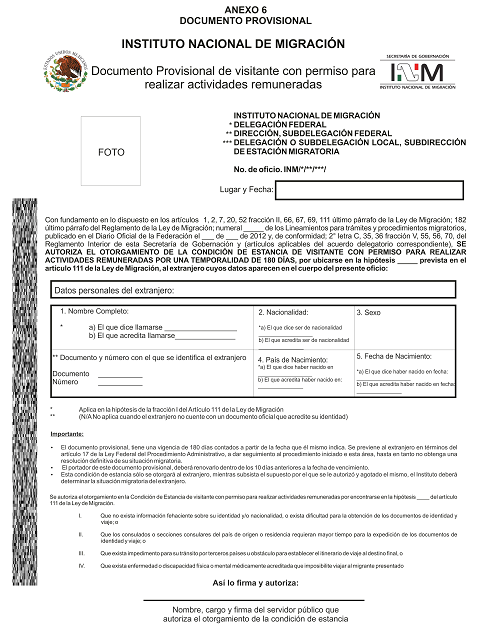 ANEXO 6
DOCUMENTO PROVISIONAL
INSTITUTO NACIONAL DE MIGRACIÓN
ESTADOS UNIDOS MEXICANOS
Documento Provisional de visitante con permiso para
realizar actividades remuneradas
SECRETARÍA DE GOBERNACIÓN
INM
INSTITUTO NACIONAL DE MIGRACIÓN
FOTO
INSTITUTO NACIONAL DE MIGRACIÓN
* DELEGACIÓN FEDERAL
** DIRECCIÓN, SUBDELEGACIÓN FEDERAL
*** DELEGACIÓN O SUBDELEGACIÓN LOCAL, SUBDIRECCIÓN
DE ESTACIÓN MIGRATORIA
No. de oficio. INM/*/**/***/
Lugar y Fecha:
Con fundamento en lo dispuesto en los artículos 1, 2, 7, 20, 52 fracción II, 66, 67, 69, 111 último párrafo de la Ley de Migración; 182
último párrafo del Reglamento de la Ley de Migración; numeral _____ de los Lineamientos para trámites y procedimientos migratorios,
publicado en el Diario Oficial de la Federación el ___ de ___ de 2012 y, de conformidad; 2° letra C, 35, 36 fracción V, 55, 56, 70, del
Reglamento Interior de esta Secretaría de Gobernación y (artículos aplicables del acuerdo delegatorio correspondiente), SE
AUTORIZA EL OTORGAMIENTO DE LA CONDICIÓN DE ESTANCIA DE VISITANTE CON PERMISO PARA REALIZAR
ACTIVIDADES REMUNERADAS POR UNA TEMPORALIDAD DE 180 DÍAS, por ubicarse en la hipótesis _____ prevista en el
artículo 111 de la Ley de Migración, al extranjero cuyos datos aparecen en el cuerpo del presente oficio:
Datos personales del extranjero:
1. Nombre Completo:
* a) El que dice llamarse ________________
b) El que acredita llamarse______________
2. Nacionalidad:
*a) El que dice ser de nacionalidad
b) El que acredita ser de nacionalidad
3. Sexo
** Documento y número con el que se identifica el extranjero
Documento ________
Número ________
4. País de Nacimiento:
*a) El que dice haber nacido en
b) El que acredita haber nacido en:
5. Fecha de Nacimiento:
*a) El que dice haber nacido en fecha:
b) El que acredita haber nacido en fecha:
* Aplica en la hipótesis de la fracción I del Artículo 111 de la Ley de Migración
** (N/A No aplica cuando el extranjero no cuente con un documento oficial que acredite su identidad)
Importante:
• El documento provisional, tiene una vigencia de 180 días contados a partir de la fecha que él mismo indica. Se previene al extranjero en términos del
artículo 17 de la Ley Federal del Procedimiento Administrativo, a dar seguimiento al procedimiento iniciado e esta área, hasta en tanto no obtenga una
resolución definitiva de su situación migratoria.
• El portador de este documento provisional, deberá renovarlo dentro de los 10 días anteriores a la fecha de vencimiento,
• Esta condición de estancia sólo se otorgará al extranjero, mientras subsista el supuesto por el que se le autorizó y agotado el mismo, el Instituto deberá
determinar la situación migratoria del extranjero.
Se autoriza el otorgamiento en la Condición de Estancia de visitante con permiso para realizar actividades remuneradas por encontrarse en la hipótesis ____ del artículo
111 de la Ley de Migración.
I. Que no exista información fehaciente sobre su identidad y/o nacionalidad, o exista dificultad para la obtención de los documentos de identidad y
viaje; o
II. Que los consulados o secciones consulares del país de origen o residencia requieran mayor tiempo para la expedición de los documentos de
identidad y viaje; o
III. Que exista impedimento para su tránsito por terceros países u obstáculo para establecer el itinerario de viaje al destino final, o
IV. Que exista enfermedad o discapacidad física o mental médicamente acreditada que imposibilite viajar al migrante presentado
Así lo firma y autoriza:
Nombre, cargo y firma del servidor público que
autoriza el otorgamiento de la condición de estancia